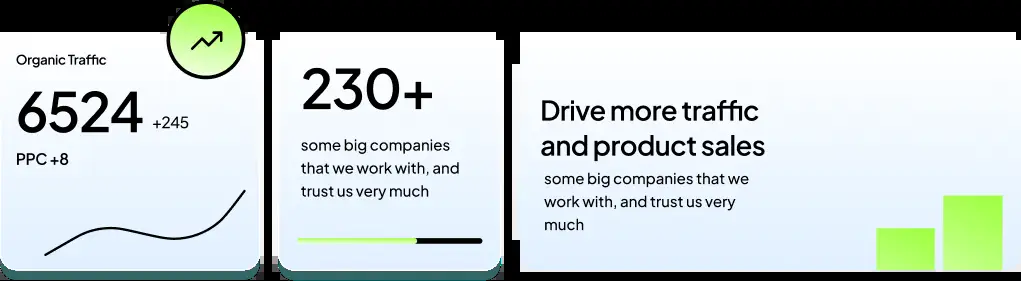 Organic Traffic
6524 +245
PPC +8
230+
some big companies
that we work with, and
trust us very much
Drive more traffic
and product sales
some big companies that we
work with, and trust us very
much